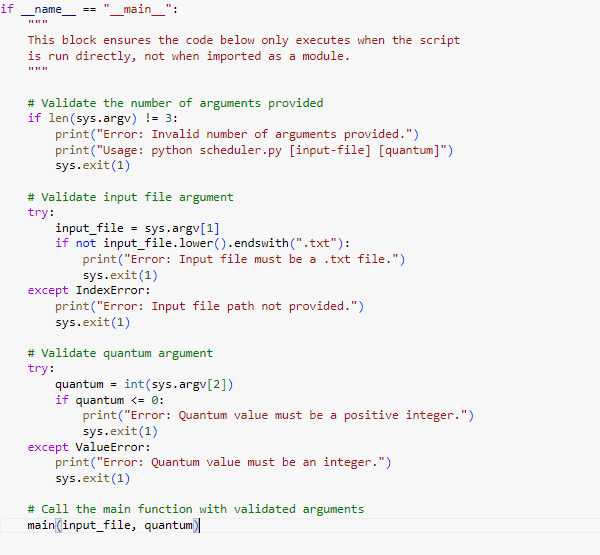 if __name__ == "__main__":
    """
    This block ensures the code below only executes when the script
    is run directly, not when imported as a module.
    """

    # Validate the number of arguments provided
    if len(sys.argv) != 3:
        print("Error: Invalid number of arguments provided.")
        print("Usage: python scheduler.py [input-file] [quantum]")
        sys.exit(1)

    # Validate input file argument
    try:
        input_file = sys.argv[1]
        if not input_file.lower().endswith(".txt"):
            print("Error: Input file must be a .txt file.")
            sys.exit(1)
    except IndexError:
        print("Error: Input file path not provided.")
        sys.exit(1)

    # Validate quantum argument
    try:
        quantum = int(sys.argv[2])
        if quantum <= 0:
            print("Error: Quantum value must be a positive integer.")
            sys.exit(1)
    except ValueError:
        print("Error: Quantum value must be an integer.")
        sys.exit(1)

    # Call the main function with validated arguments
    main(input_file, quantum)